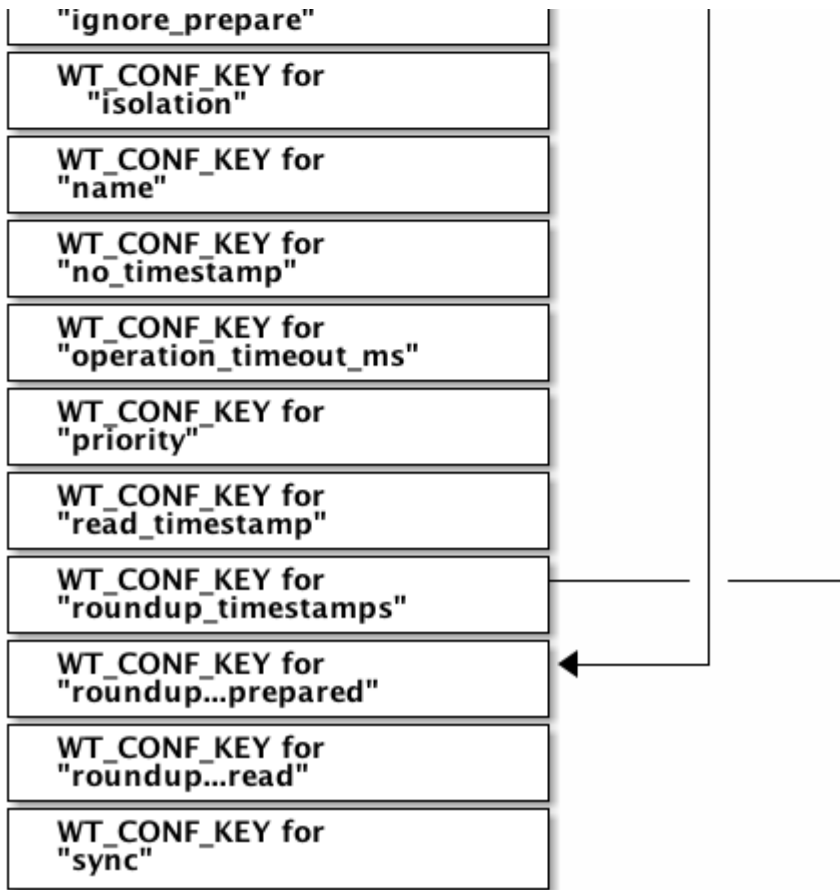 "ignore_prepare"
WT_CONF_KEY for
"isolation"
WT_CONF_KEY for
"name"
WT_CONF_KEY for
"no_timestamp"
WT_CONF_KEY for
"operation_timeout_ms"
WT_CONF_KEY for
"priority"
WT_CONF_KEY for
"read_timestamp"
WT_CONF_KEY for
"roundup_timestamps"
WT_CONF_KEY for
"roundup...prepared"
WT_CONF_KEY for
"roundup...read"
WT_CONF_KEY for
"sync"